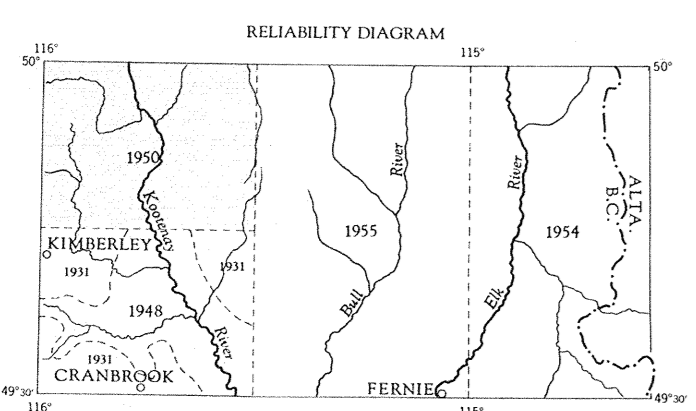 RELIABILITY DIAGRAM
116° 115°
50° 50°
River
River
1950
ALTA.
B.C.
Kootenay
1955
1954
KIMBERLEY
1931
1931
Bull
Elk
1948
River
1931
CRANBROOK
FERNIE
49°30' 49°30'
116° 115°